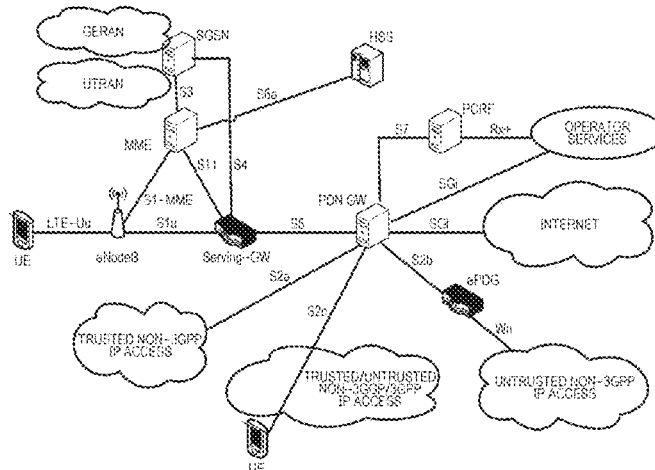 GERAN
SGSN
HSS
UTRAN
S3
S6a
PCRF
MME
S7
Rx+
OPERATOR
SERVICES
S11
S4
SGi
S1-MME
PDN GW
LTE-Uu
S1u
S5
SGi
INTERNET
UE
eNodeB
Serving-GW
S2a
S2b
ePDG
S2c
Wn
TRUSTED NON-3GPP
IP ACCESS
TRUSTED/UNTRUSTED
NON-3GGP/3GPP
IP ACCESS
UNTRUSTED NON-3GPP
IP ACCESS
UE